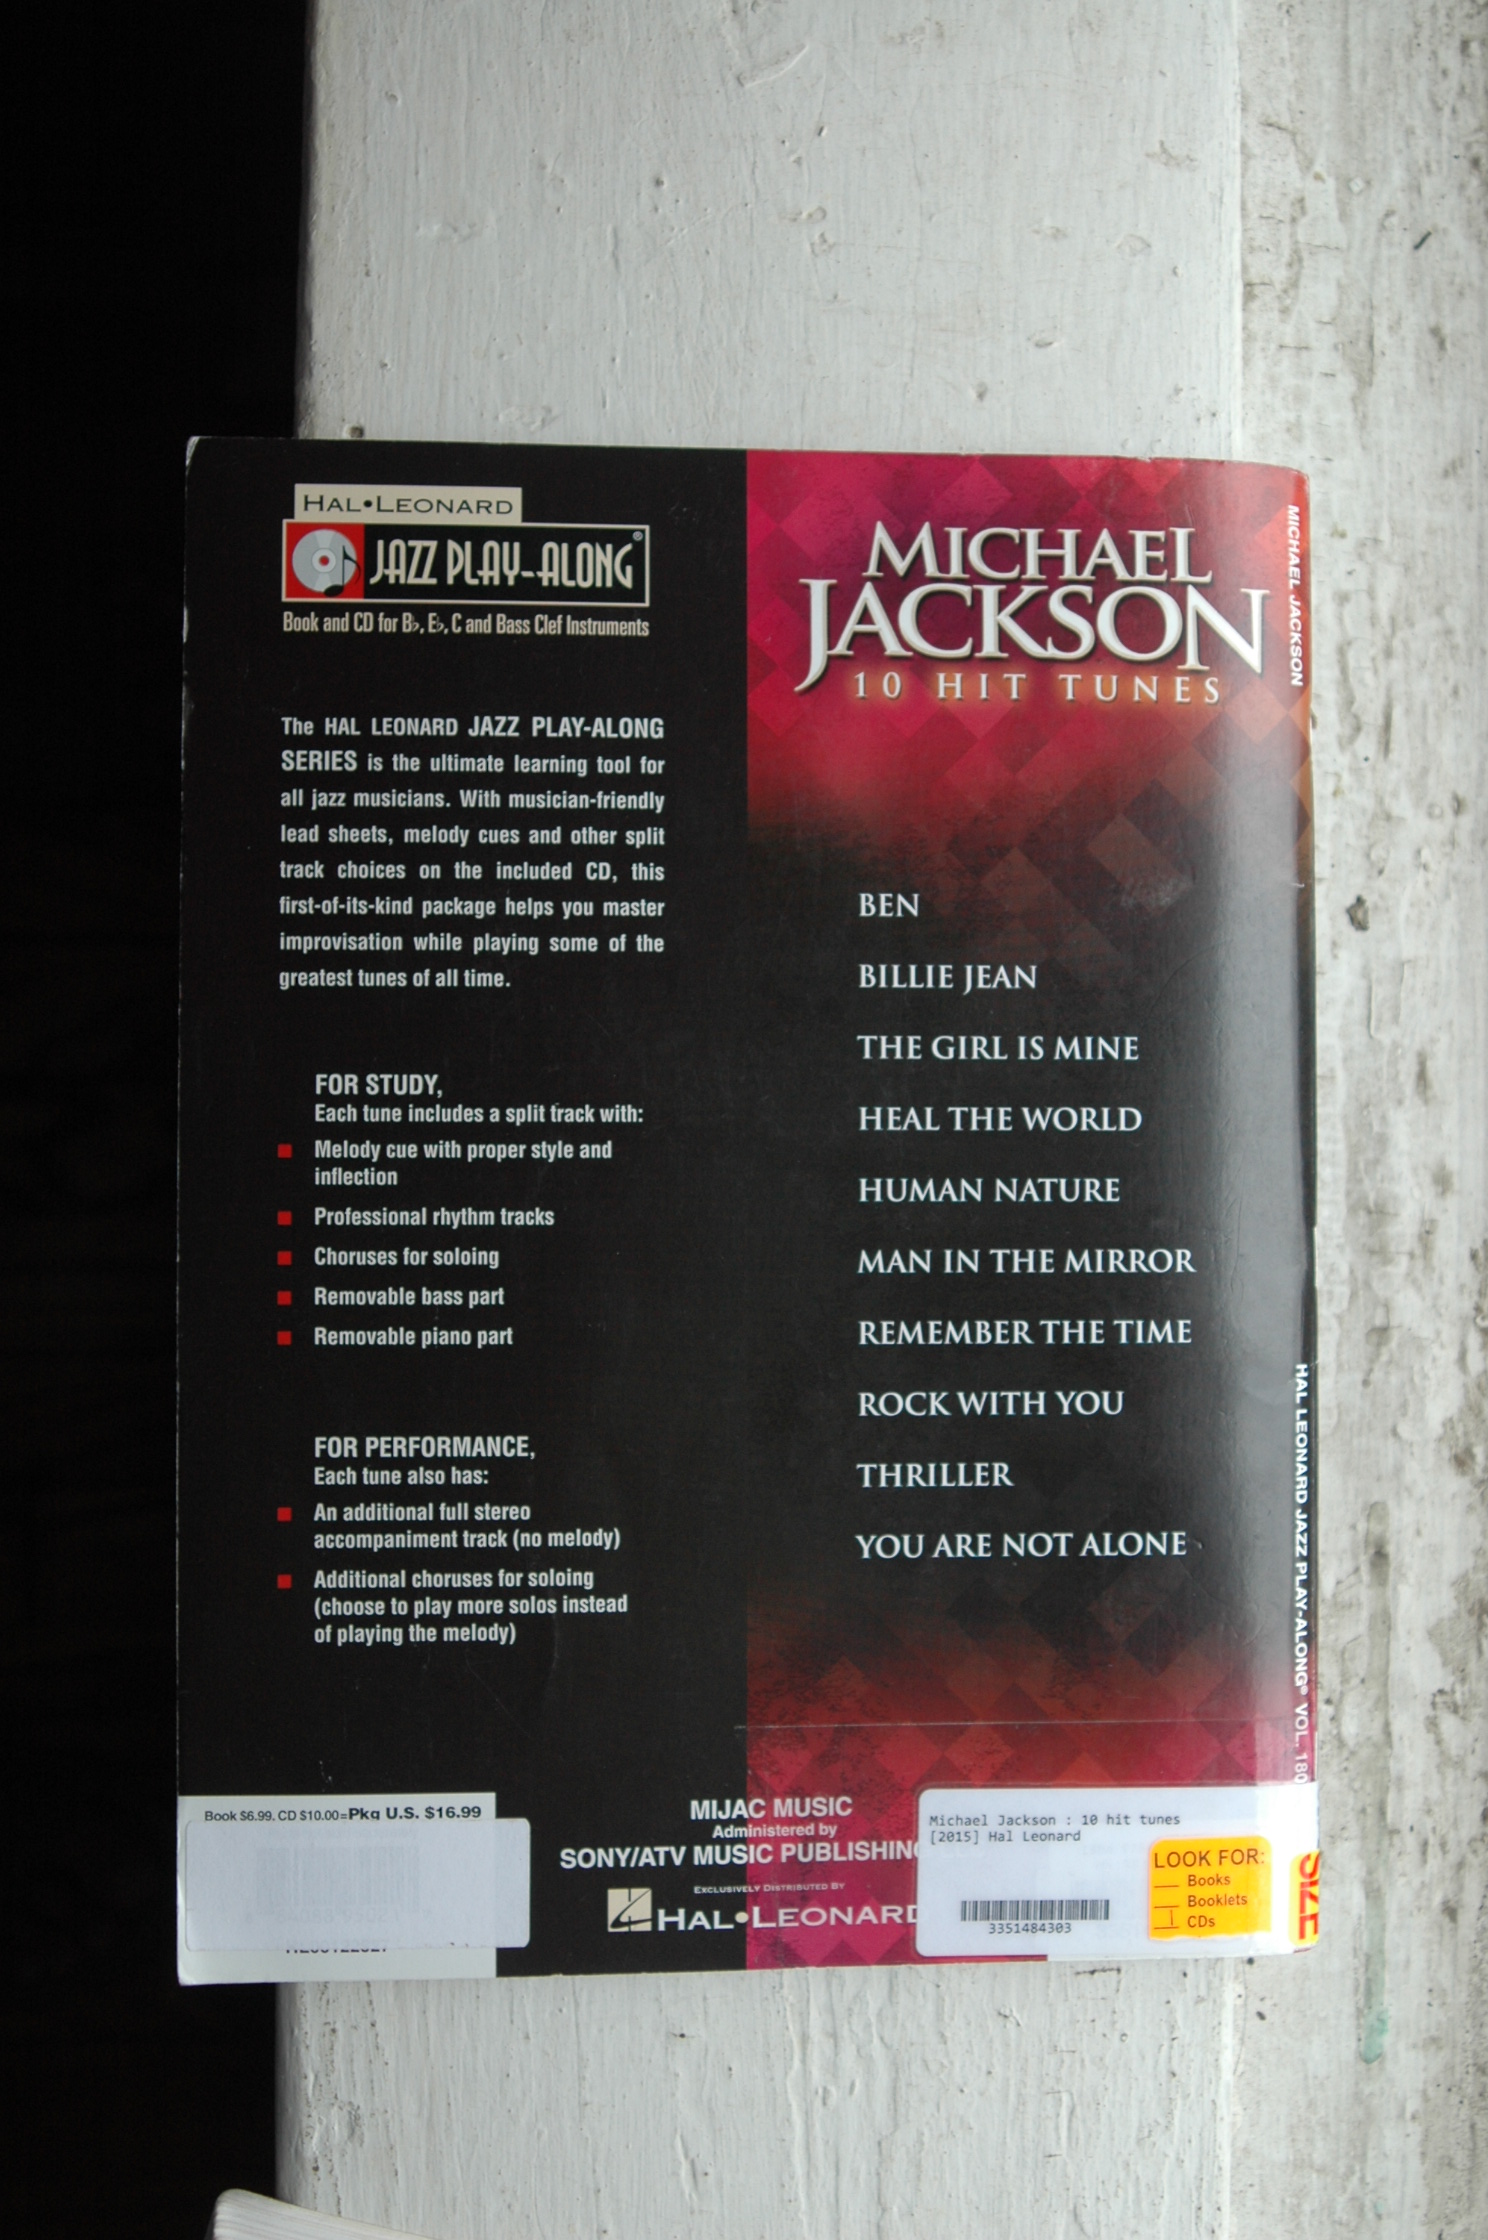 HAL•LEONARD
JAZZ PLAY-ALONG®
Book and CD for B♭, E♭, C and Bass Clef Instruments
The HAL LEONARD JAZZ PLAY-ALONG
SERIES is the ultimate learning tool for
all jazz musicians. With musician-friendly
lead sheets, melody cues and other split
track choices on the included CD, this
first-of-its-kind package helps you master
improvisation while playing some of the
greatest tunes of all time.
FOR STUDY,
Each tune includes a split track with:
Melody cue with proper style and
inflection
Professional rhythm tracks
Choruses for soloing
Removable bass part
Removable piano part
FOR PERFORMANCE,
Each tune also has:
An additional full stereo
accompaniment track (no melody)
Additional choruses for soloing
(choose to play more solos instead
of playing the melody)
Book $6.99, CD $10.00=Pkg U.S. $16.99
MICHAEL
JACKSON
10 HIT TUNES
BEN
BILLIE JEAN
THE GIRL IS MINE
HEAL THE WORLD
HUMAN NATURE
MAN IN THE MIRROR
REMEMBER THE TIME
ROCK WITH YOU
THRILLER
YOU ARE NOT ALONE
MIJAC MUSIC
Administered by
SONY/ATV MUSIC PUBLISHING
EXCLUSIVELY DISTRIBUTED BY
HAL•LEONARD
Michael Jackson : 10 hit tunes
[2015] Hal Leonard
3351484303
LOOK FOR:
Books
Booklets
1 CDs
MICHAEL JACKSON
HAL LEONARD JAZZ PLAY-ALONG® VOL. 180
SIZE